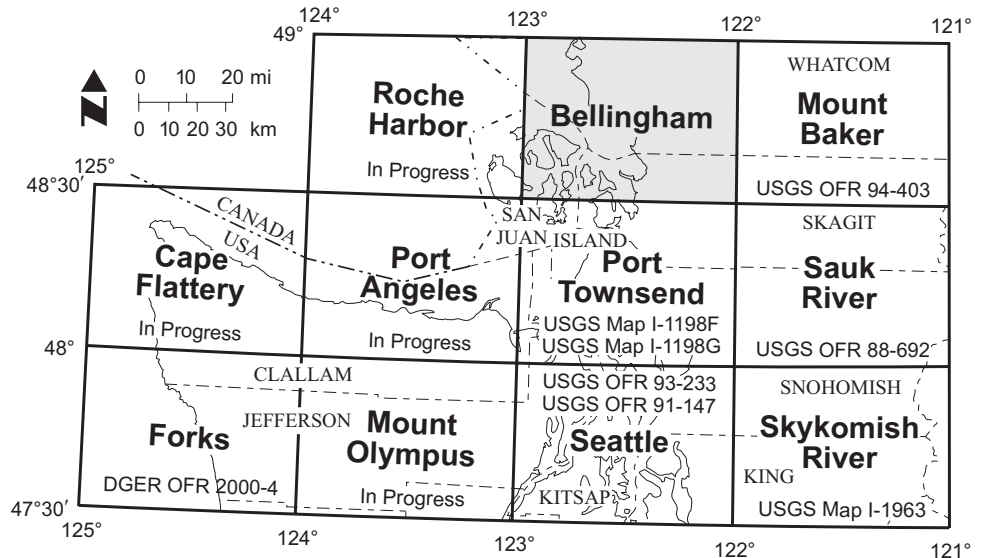 124°
123°
122°
121°
49°
WHATCOM
0 10 20 mi
0 10 20 30 km
Roche
Harbor
In Progress
Bellingham
Mount
Baker
USGS OFR 94-403
125°
48°30′
CANADA
USA
SAN
JUAN ISLAND
SKAGIT
Cape
Flattery
In Progress
Port
Angeles
In Progress
Port
Townsend
USGS Map I-1198F
USGS Map I-1198G
Sauk
River
USGS OFR 88-692
48°
CLALLAM
JEFFERSON
USGS OFR 93-233
USGS OFR 91-147
SNOHOMISH
Forks
DGER OFR 2000-4
Mount
Olympus
In Progress
Seattle
KITSAP
Skykomish
River
KING
USGS Map I-1963
47°30′
125°
124°
123°
122°
121°
N